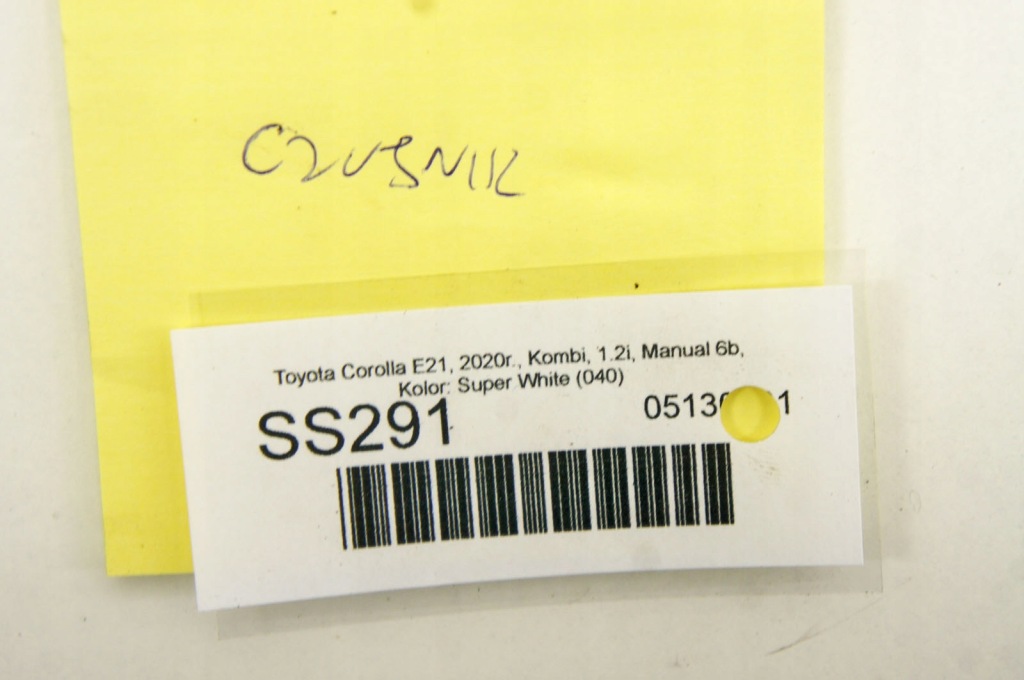 CZUJNIK
Toyota Corolla E21, 2020r., Kombi, 1.2i, Manual 6b,
Kolor: Super White (040)
SS291